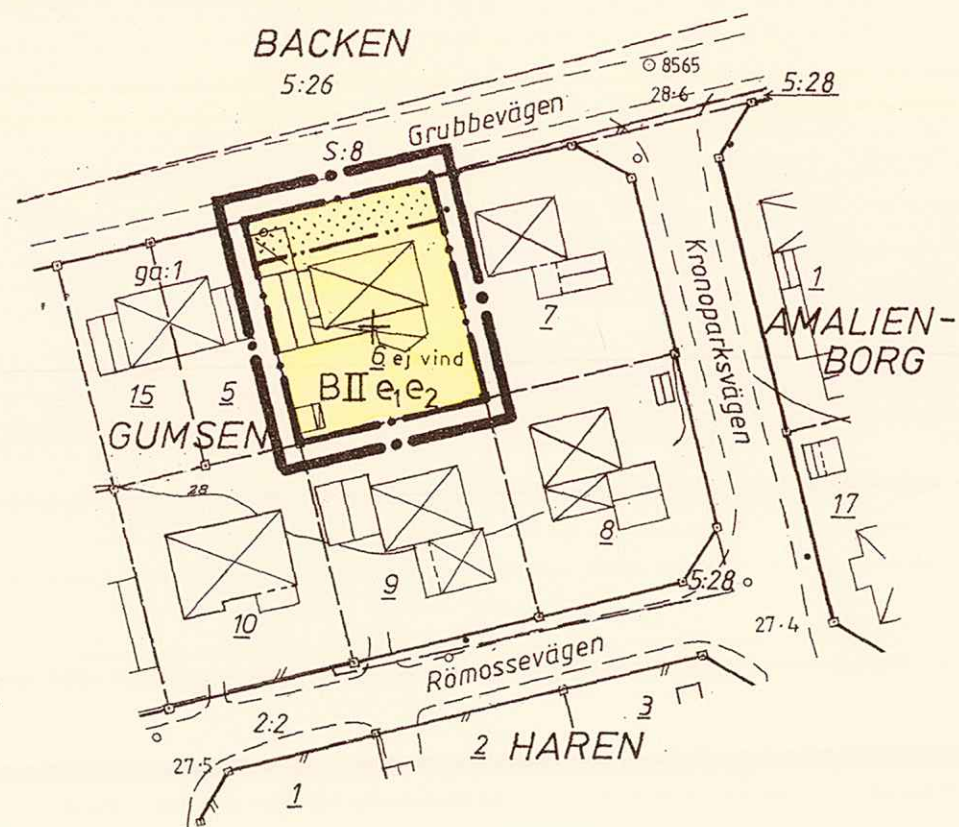 BACKEN
5:26
8565
5:28
28.6
Grubbevägen
S:8
ga:1
7
Kronoparksvägen
1
AMALIEN-
BORG
6 ej vind
BII e₁e₂
15
5
GUMSEN
28
8
17
9
10
5:28
27.4
Römossevägen
2:2
3
2
HAREN
27.5
1